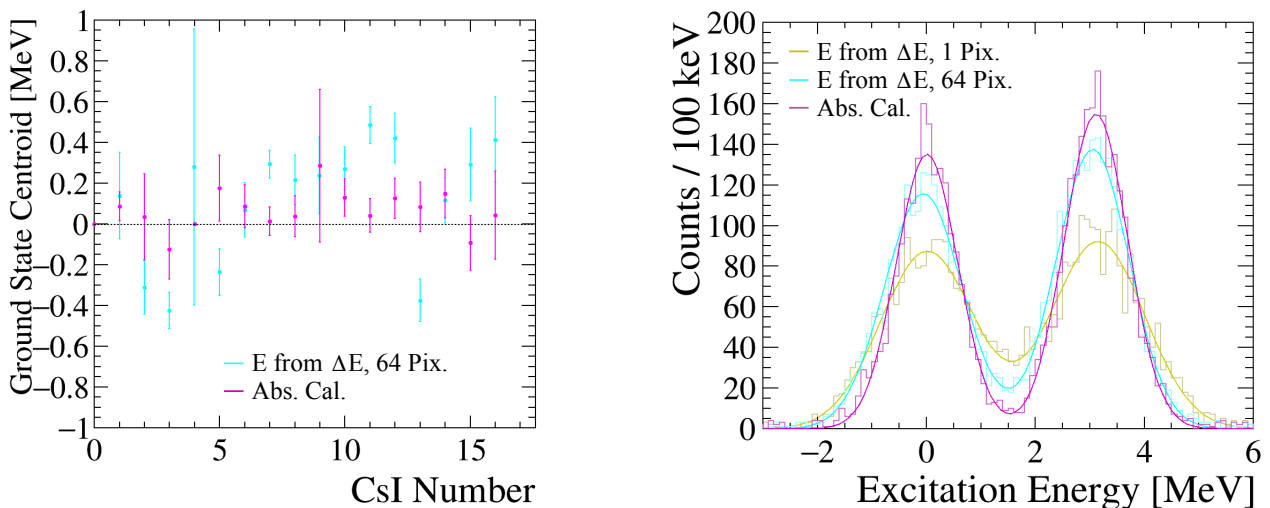 Ground State Centroid [MeV]
1
0.8
0.6
0.4
0.2
0
−0.2
−0.4
−0.6
−0.8
−1
E from ΔE, 64 Pix.
Abs. Cal.
0 5 10 15
CsI Number
Counts / 100 keV
200
180
160
140
120
100
80
60
40
20
0
E from ΔE, 1 Pix.
E from ΔE, 64 Pix.
Abs. Cal.
−2 0 2 4 6
Excitation Energy [MeV]